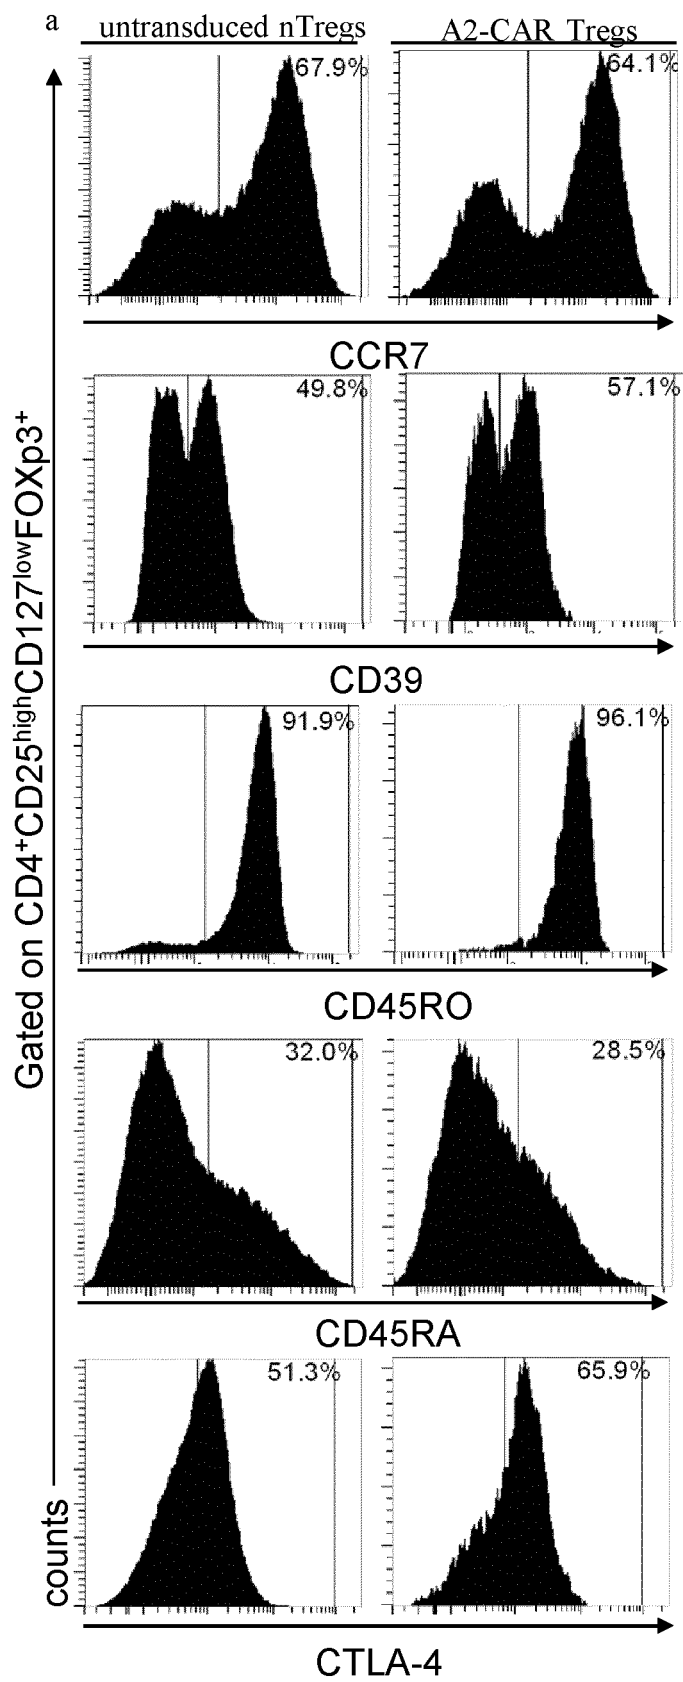 a
untransduced nTregs
A2-CAR Tregs
67.9%
64.1%
CCR7
49.8%
57.1%
CD39
91.9%
96.1%
CD45RO
32.0%
28.5%
CD45RA
51.3%
65.9%
CTLA-4
Gated on CD4⁺CD25ʰⁱᵍʰCD127ˡᵒʷFOXp3⁺
counts